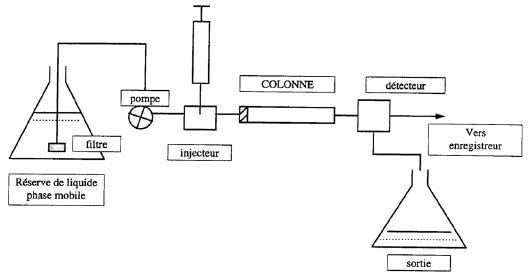 COLONNE
détecteur
pompe
filtre
injecteur
Vers
enregistreur
Réserve de liquide
phase mobile
sortie